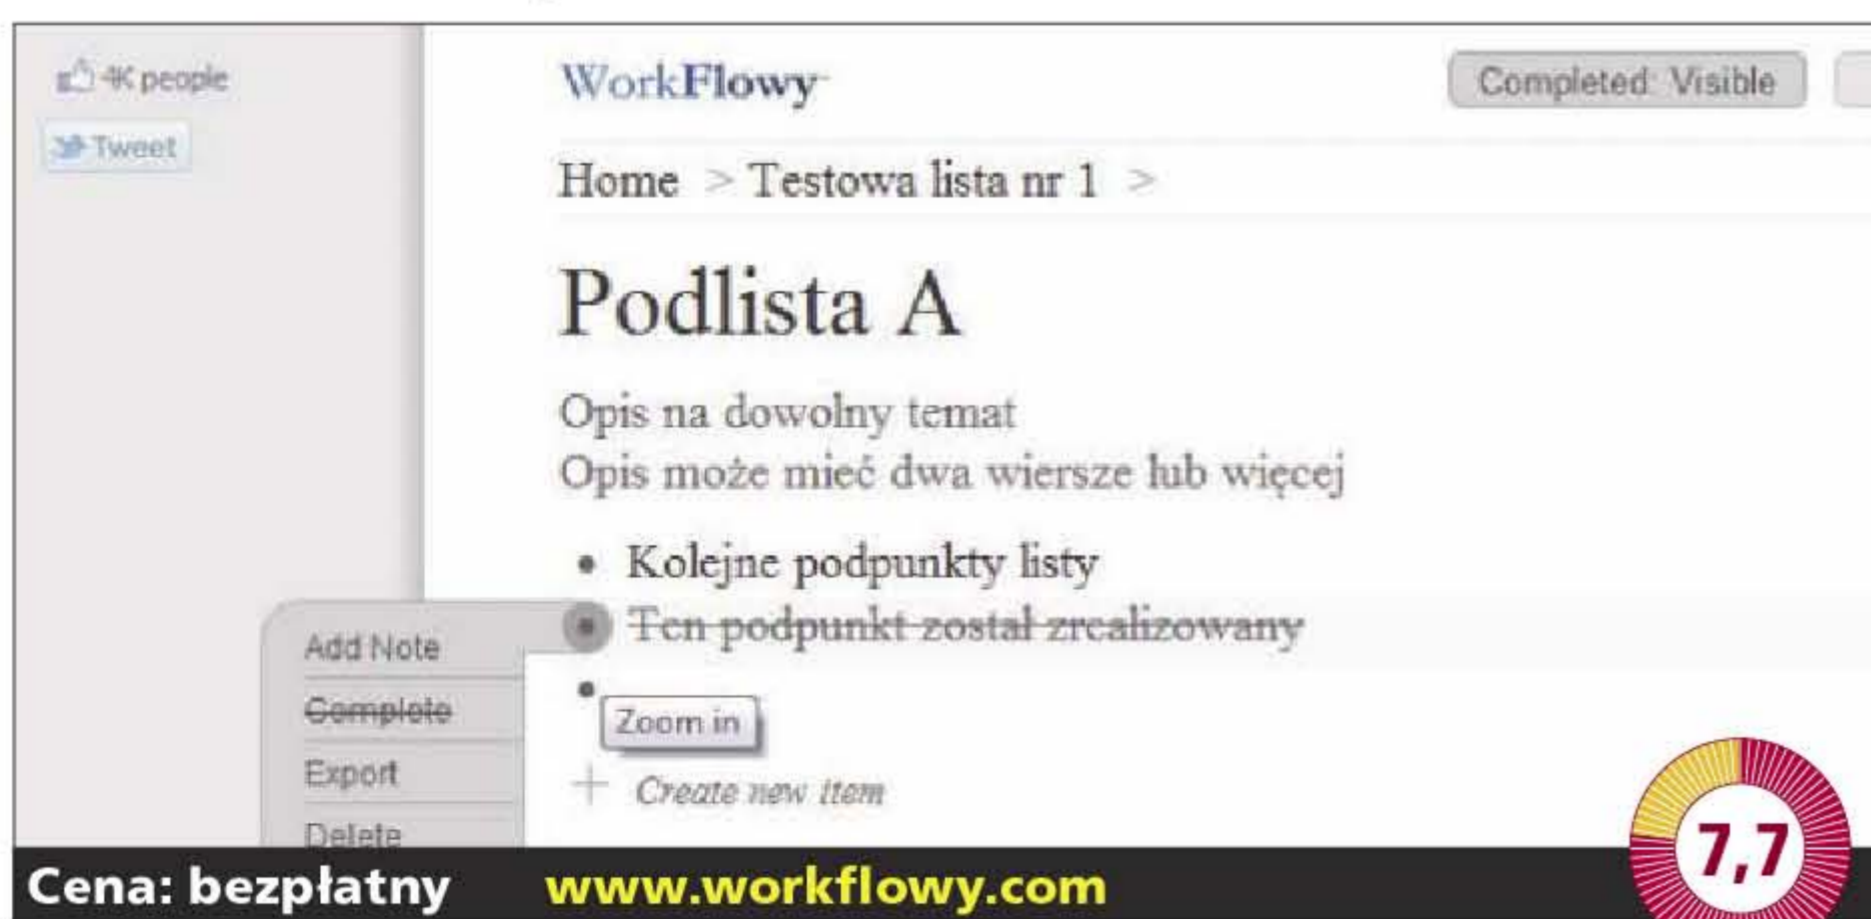 4K people
Tweet
WorkFlowy
Completed: Visible
Home > Testowa lista nr 1 >
Podlista A
Opis na dowolny temat
Opis może mieć dwa wiersze lub więcej
• Kolejne podpunkty listy
• Ten podpunkt został zrealizowany
•
Add Note
Complete
Export
Delete
Zoom in
+ Create new item
Cena: bezpłatny www.workflowy.com
7,7